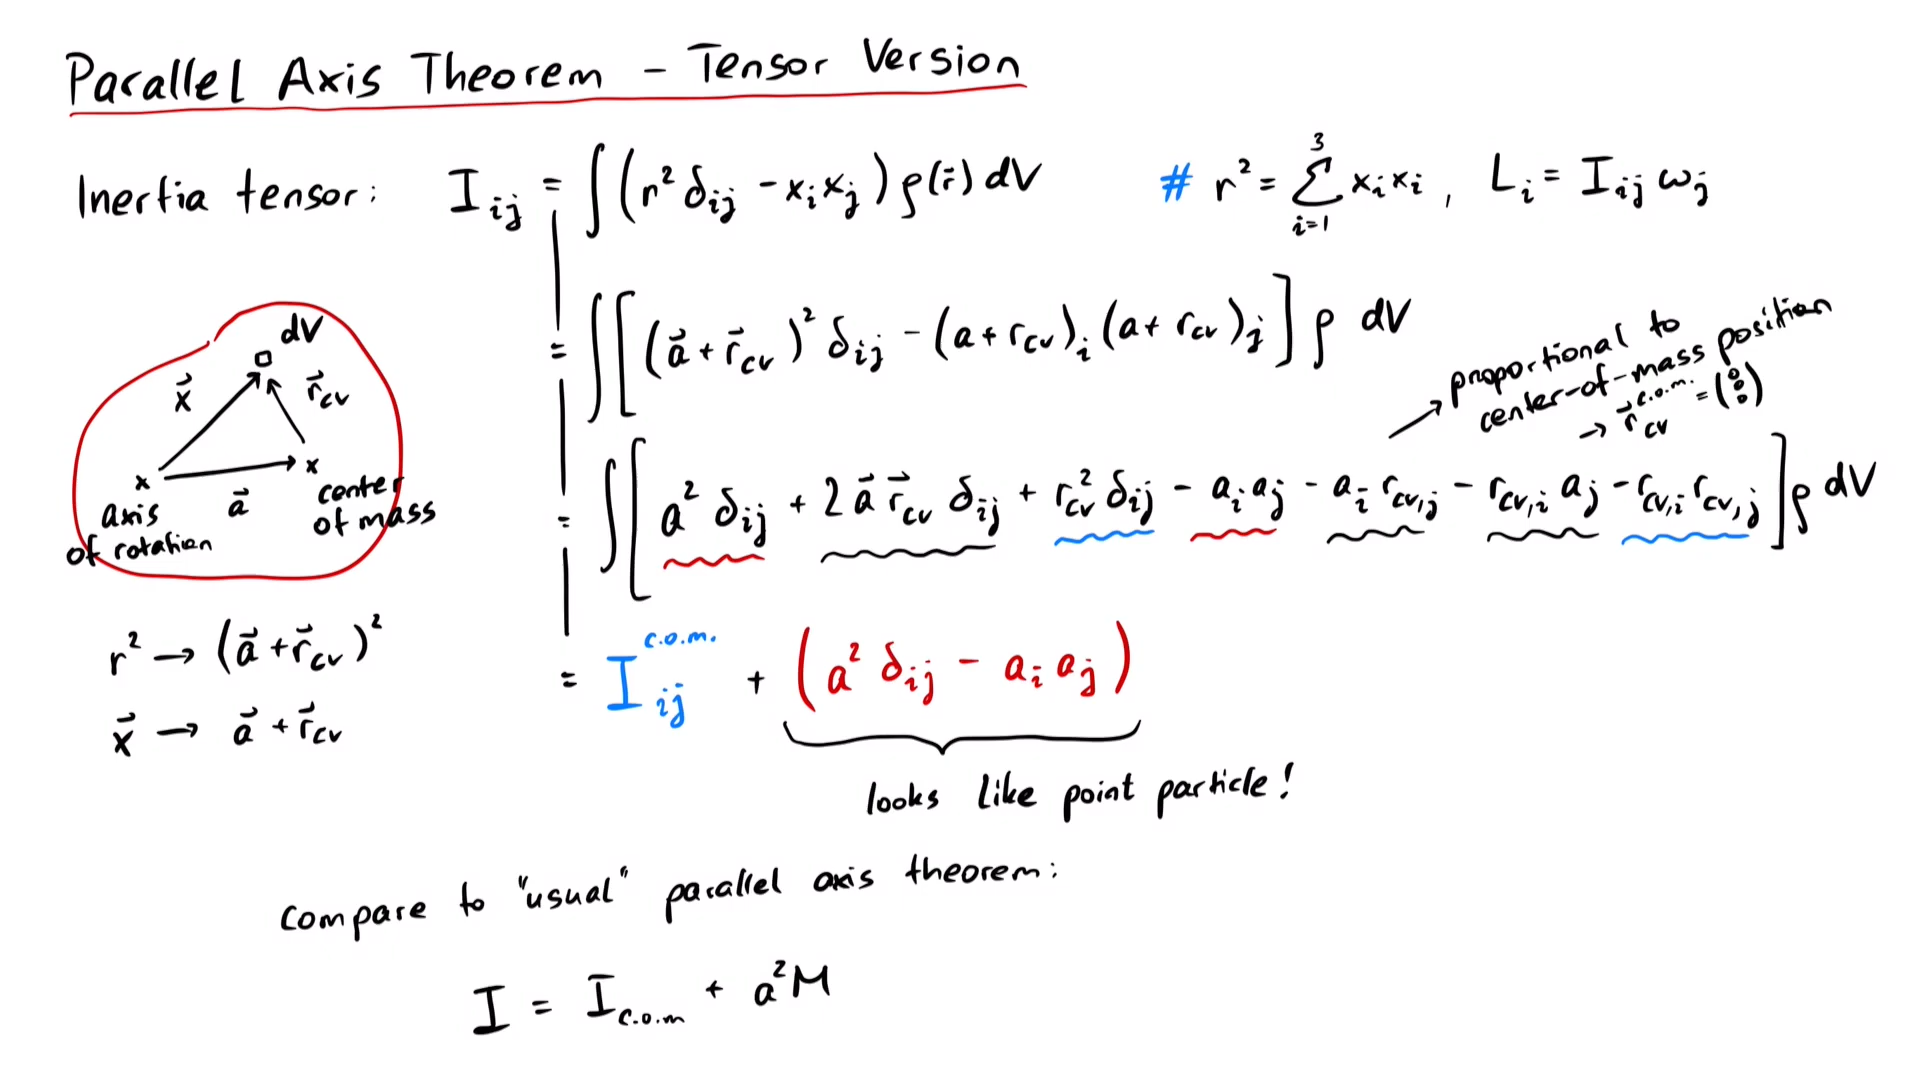 Parallel Axis Theorem – Tensor Version
Inertia tensor: I_ij = ∫(r² δ_ij - x_i x_j) ρ(r⃗) dV # r² = Σ_{i=1}^{3} x_i x_i , L_i = I_ij ω_j
= ∫[(a⃗ + r⃗_cv)² δ_ij - (a + r_cv)_i (a + r_cv)_j] ρ dV
→ proportional to
center-of-mass position
→ r⃗_cv^{c.o.m.} = (0 0 0)
= ∫[a² δ_ij + 2 a⃗ r⃗_cv δ_ij + r_cv² δ_ij - a_i a_j - a_i r_cv,j - r_cv,i a_j - r_cv,i r_cv,j] ρ dV
= I_ij^{c.o.m.} + (a² δ_ij - a_i a_j)
looks like point particle!
dV
x⃗
r⃗_cv
x
x
a⃗
axis
of rotation
center
of mass
r² → (a⃗ + r⃗_cv)²
x⃗ → a⃗ + r⃗_cv
compare to "usual" parallel axis theorem:
I = I_c.o.m + a² M